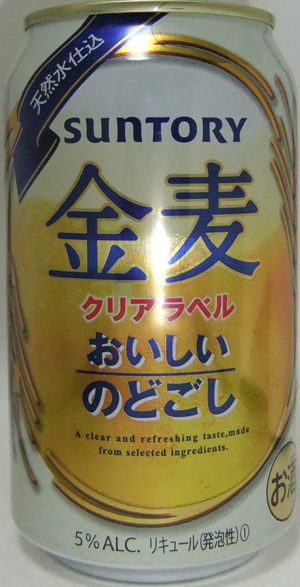 天然水仕込
SUNTORY
金麦
クリアラベル
おいしい
のどごし
A clear and refreshing taste,made
from selected ingredients.
お酒
5%ALC. リキュール(発泡性)①